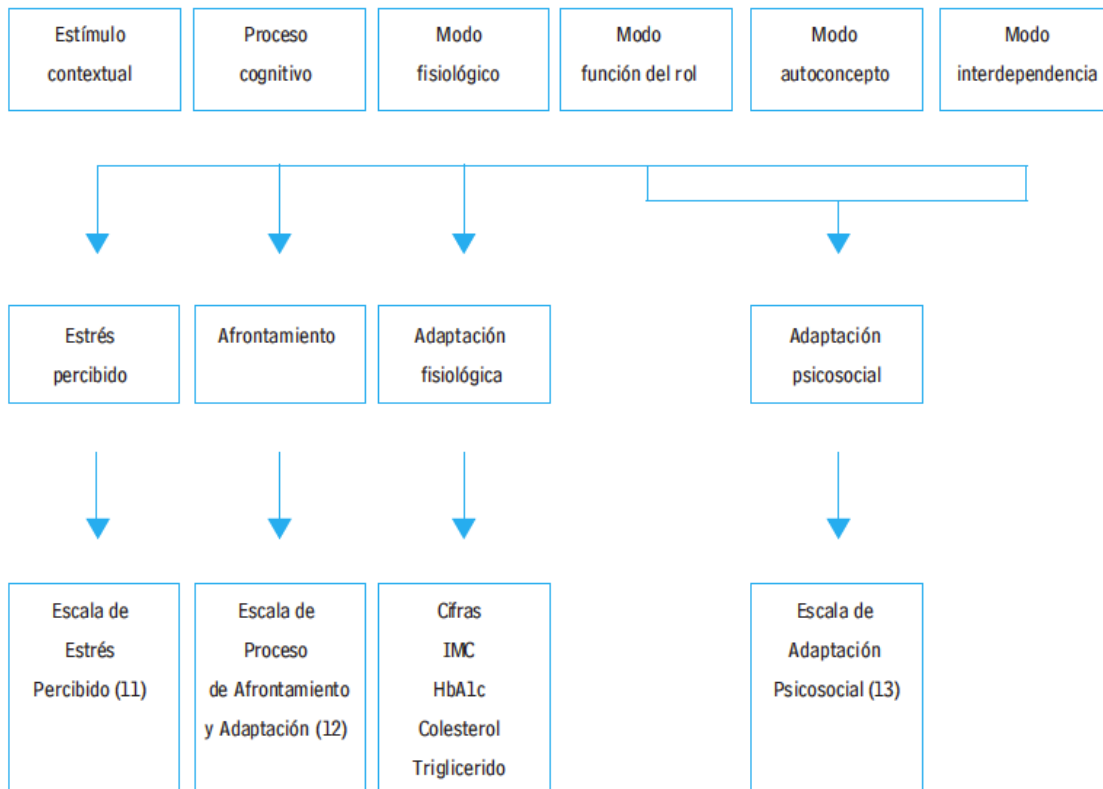 Estímulo
contextual
Proceso
cognitivo
Modo
fisiológico
Modo
función del rol
Modo
autoconcepto
Modo
interdependencia
Estrés
percibido
Afrontamiento
Adaptación
fisiológica
Adaptación
psicosocial
Escala de
Estrés
Percibido (11)
Escala de
Proceso
de Afrontamiento
y Adaptación (12)
Cifras
IMC
HbA1c
Colesterol
Triglicerido
Escala de
Adaptación
Psicosocial (13)